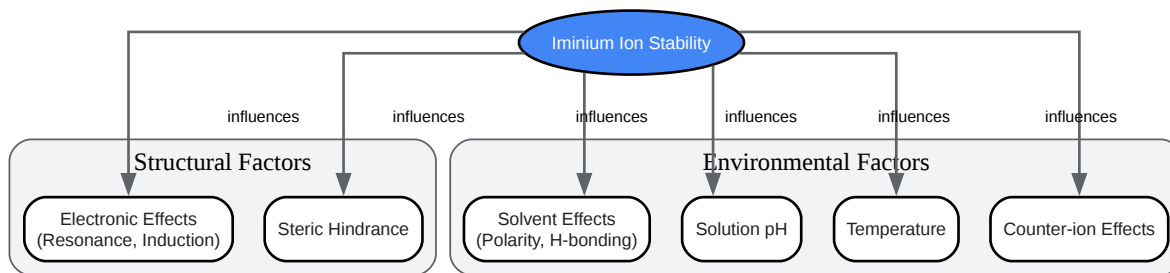 Iminium Ion Stability
influences
influences
influences
influences
influences
influences
Structural Factors
Environmental Factors
Electronic Effects
(Resonance, Induction)
Steric Hindrance
Solvent Effects
(Polarity, H-bonding)
Solution pH
Temperature
Counter-ion Effects